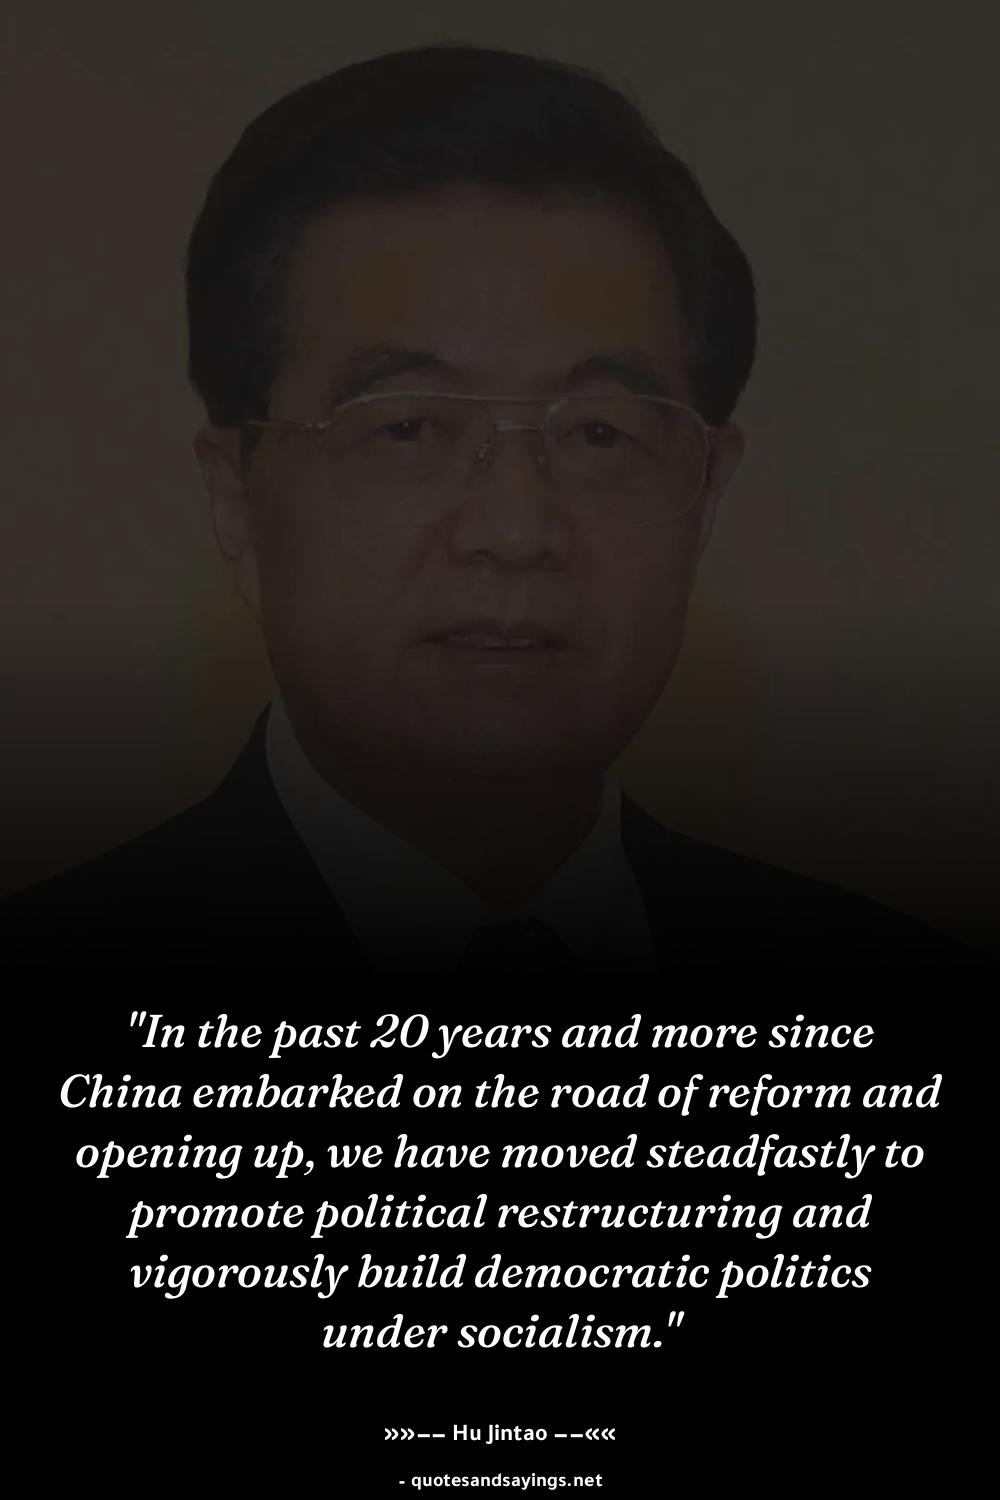 "In the past 20 years and more since
China embarked on the road of reform and
opening up, we have moved steadfastly to
promote political restructuring and
vigorously build democratic politics
under socialism."
»»−− Hu Jintao −−««
- quotesandsayings.net